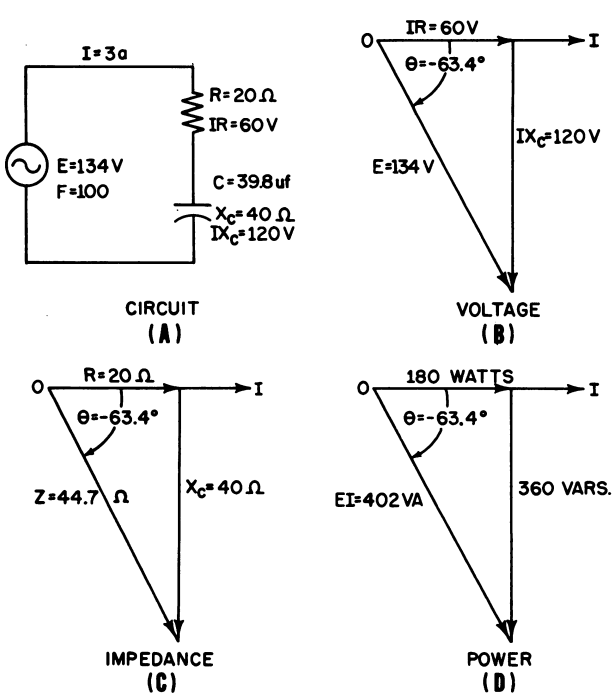 I=3a
R=20Ω
IR=60V
E=134V
F=100
C=39.8uf
XC=40 Ω
IXC=120V
CIRCUIT
(A)
IR=60V
O
I
θ=-63.4°
IXC=120V
E=134V
VOLTAGE
(B)
R=20Ω
O
I
θ=-63.4°
Z=44.7 Ω
XC=40Ω
IMPEDANCE
(C)
180 WATTS
O
I
θ=-63.4°
EI=402VA
360 VARS.
POWER
(D)